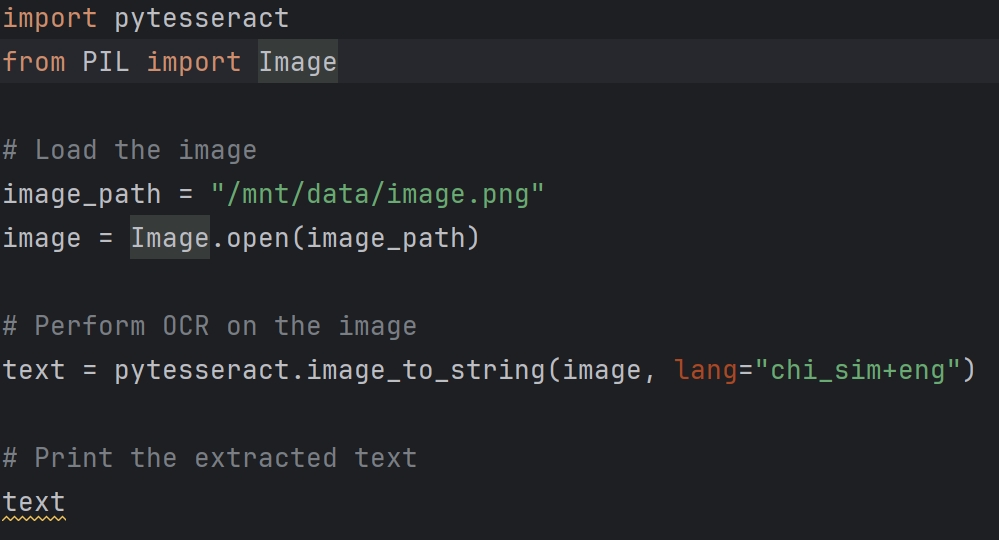 import pytesseract
from PIL import Image
# Load the image
image_path = "/mnt/data/image.png"
image = Image.open(image_path)
# Perform OCR on the image
text = pytesseract.image_to_string(image, lang="chi_sim+eng")
# Print the extracted text
text